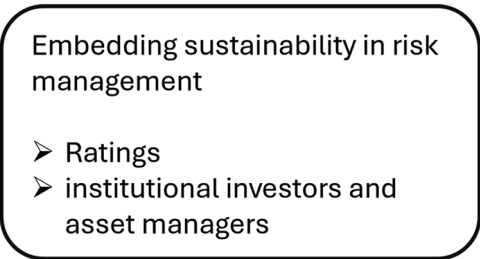 Embedding sustainability in risk
management
➢ Ratings
➢ institutional investors and
asset managers